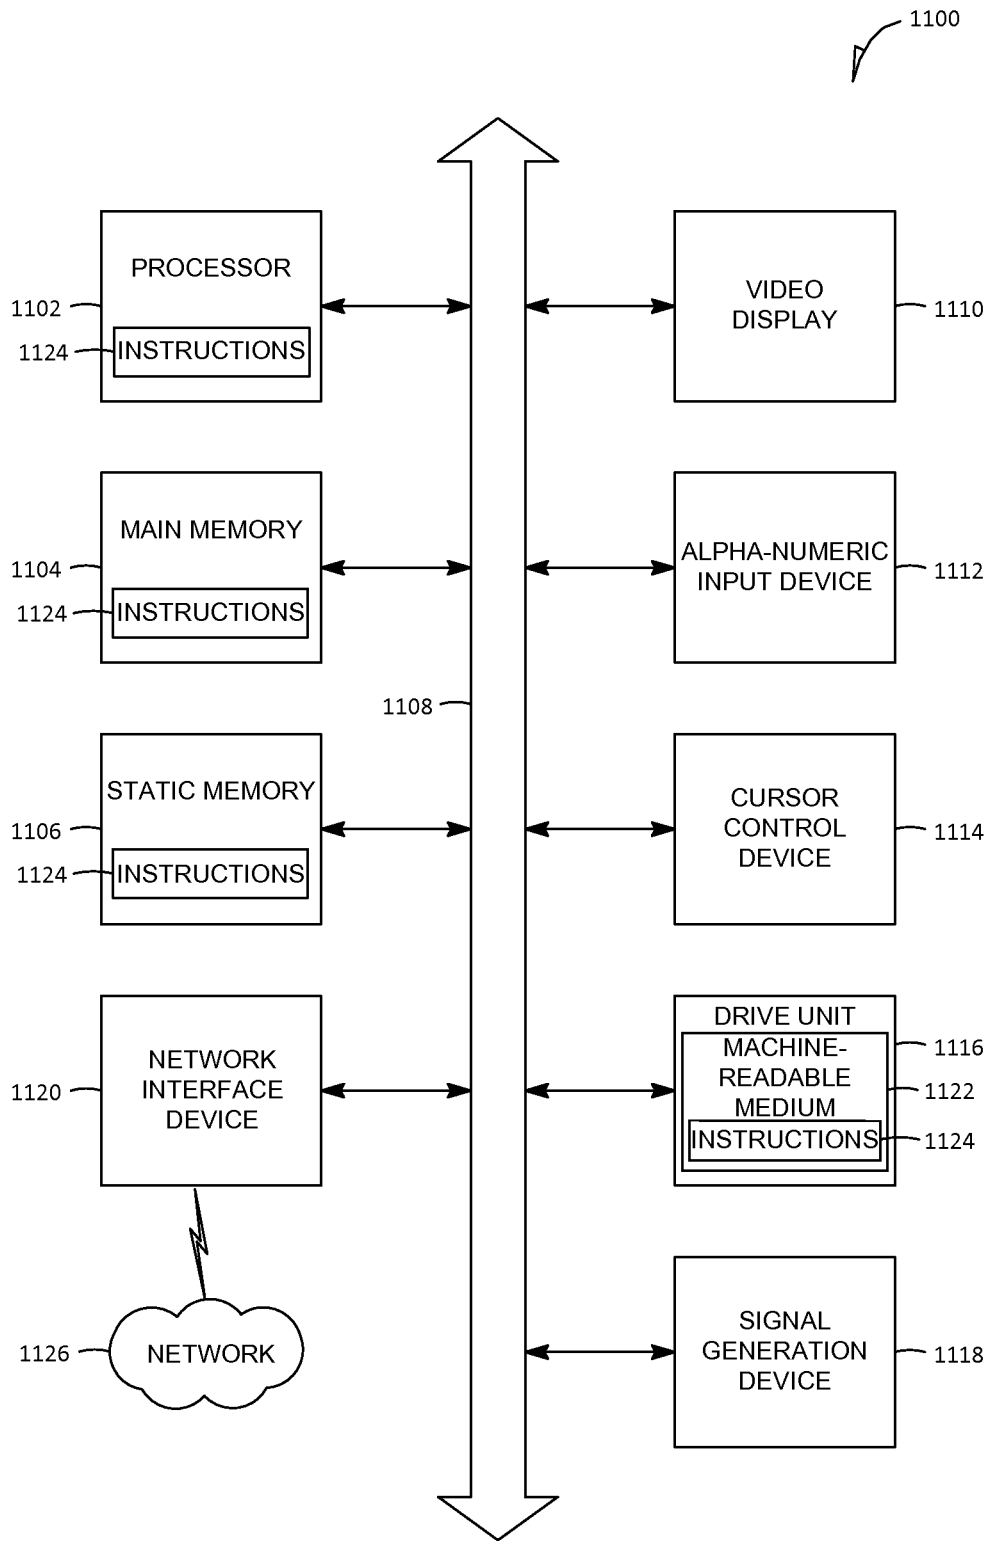 1100
PROCESSOR
1102
1124
INSTRUCTIONS
VIDEO
DISPLAY
1110
MAIN MEMORY
1104
1124
INSTRUCTIONS
ALPHA-NUMERIC
INPUT DEVICE
1112
1108
STATIC MEMORY
1106
1124
INSTRUCTIONS
CURSOR
CONTROL
DEVICE
1114
NETWORK
INTERFACE
DEVICE
1120
DRIVE UNIT
MACHINE-
READABLE
MEDIUM
INSTRUCTIONS
1116
1122
1124
NETWORK
1126
SIGNAL
GENERATION
DEVICE
1118